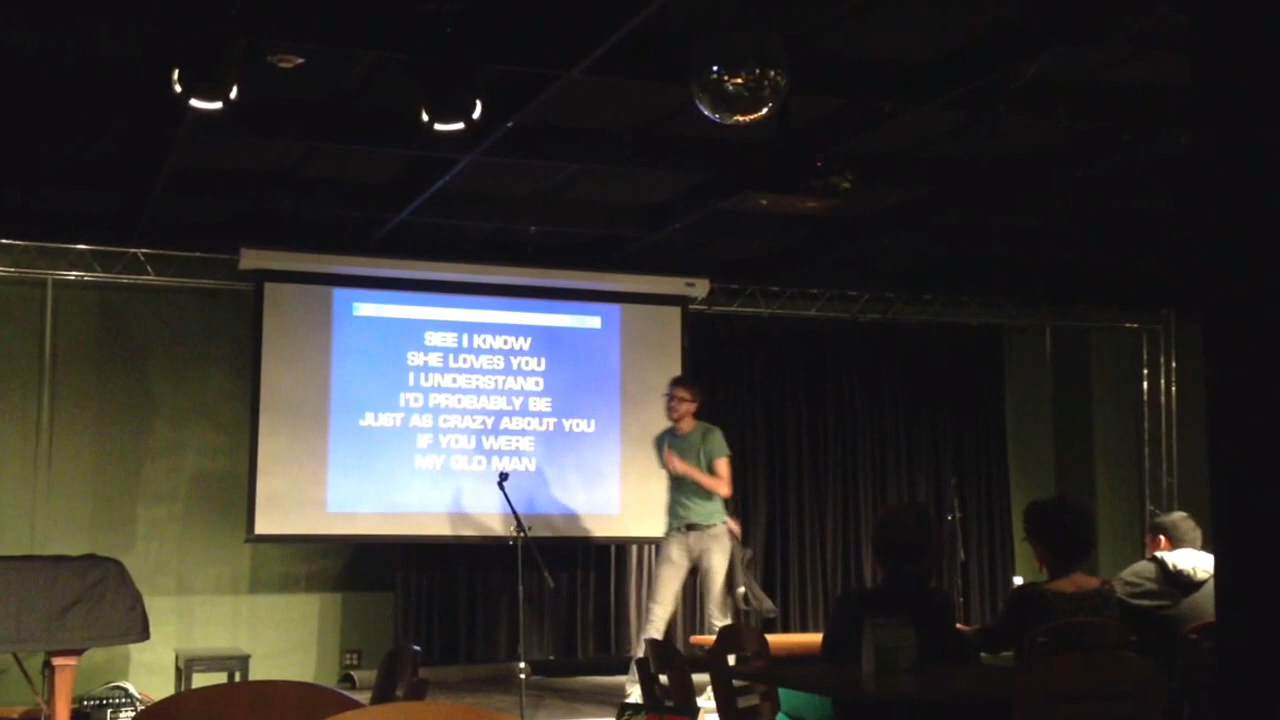 SEE I KNOW
SHE LOVES YOU
I UNDERSTAND
I'D PROBABLY BE
JUST AS CRAZY ABOUT YOU
IF YOU WERE
MY OLD MAN